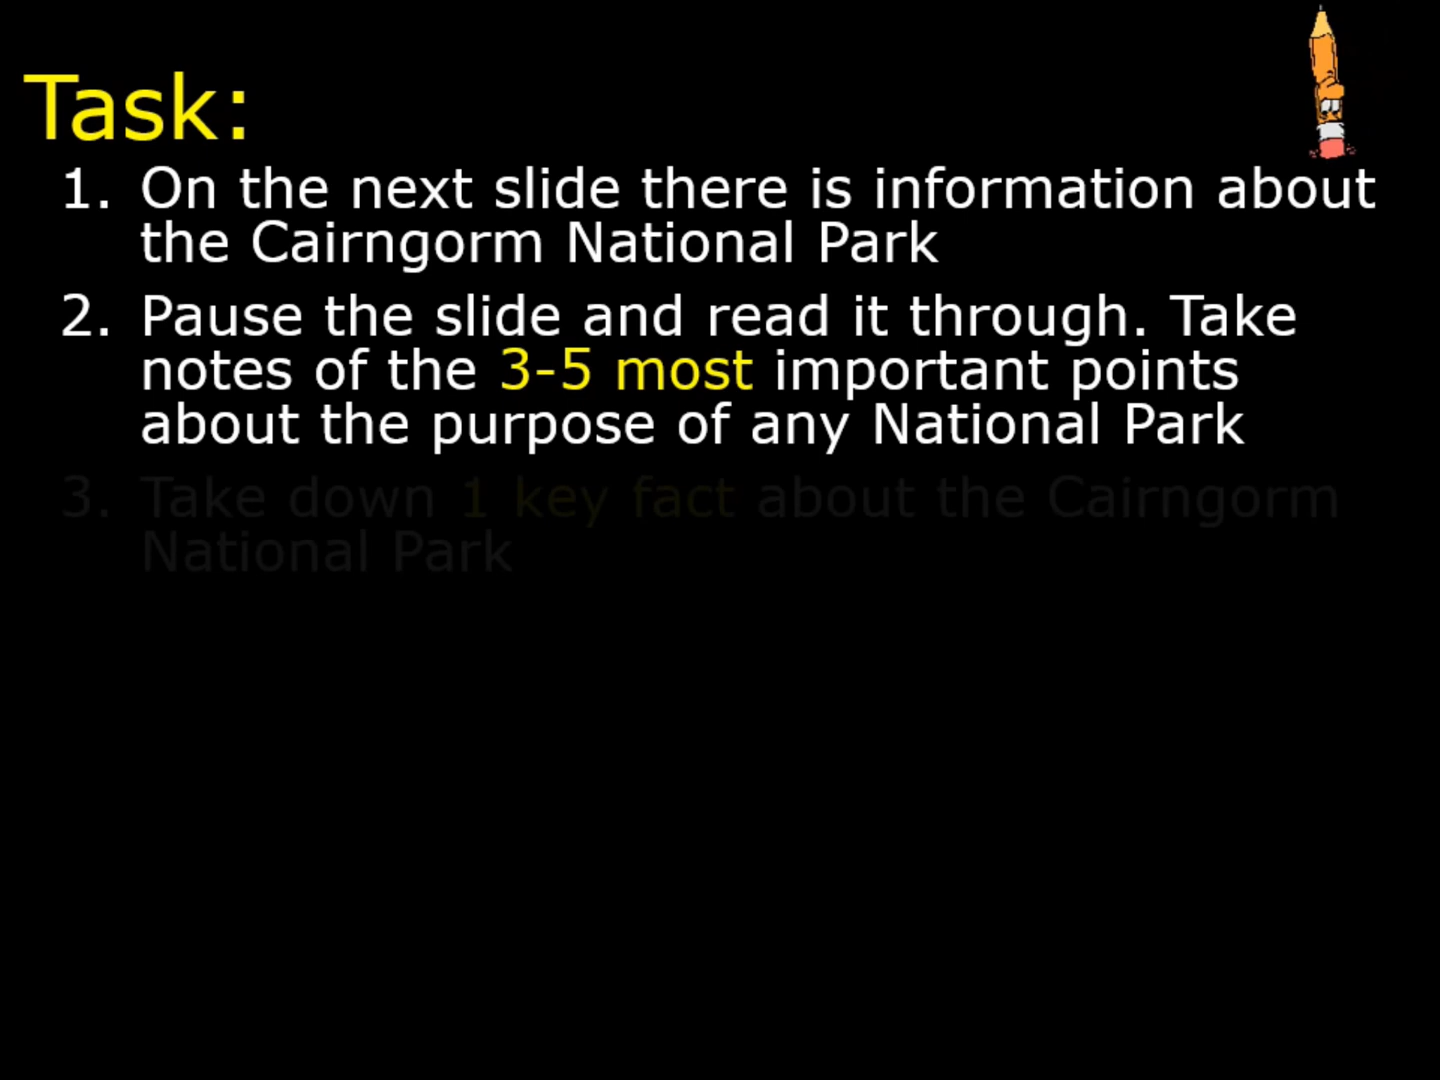 Task:
1. On the next slide there is information about
the Cairngorm National Park
2. Pause the slide and read it through. Take
notes of the 3-5 most important points
about the purpose of any National Park
3. Take down 1 key fact about the Cairngorm
National Park